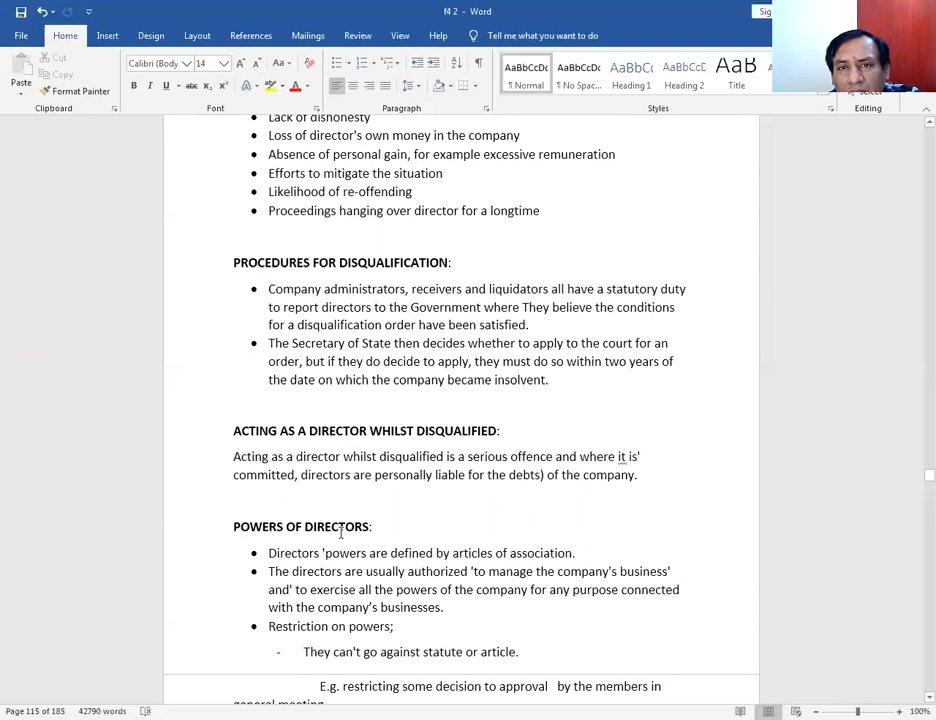 f4 2 - Word
Sig
File Home Insert Design Layout References Mailings Review View Help Tell me what you want to do
Paste
Cut
Copy
Format Painter
Clipboard
Calibri (Body 14
Aa
B I U abc x₂ x² A A
Font
Paragraph
AaBbCcDc AaBbCcDc AaBbCc AaBbCcD AaB
¶ Normal ¶ No Spac... Heading 1 Heading 2 Title
Styles
Editing
Lack of dishonesty
Loss of director's own money in the company
Absence of personal gain, for example excessive remuneration
Efforts to mitigate the situation
Likelihood of re-offending
Proceedings hanging over director for a longtime
PROCEDURES FOR DISQUALIFICATION:
Company administrators, receivers and liquidators all have a statutory duty
to report directors to the Government where They believe the conditions
for a disqualification order have been satisfied.
The Secretary of State then decides whether to apply to the court for an
order, but if they do decide to apply, they must do so within two years of
the date on which the company became insolvent.
ACTING AS A DIRECTOR WHILST DISQUALIFIED:
Acting as a director whilst disqualified is a serious offence and where it is'
committed, directors are personally liable for the debts) of the company.
POWERS OF DIRECTORS:
Directors 'powers are defined by articles of association.
The directors are usually authorized 'to manage the company's business'
and' to exercise all the powers of the company for any purpose connected
with the company’s businesses.
Restriction on powers;
- They can't go against statute or article.
E.g. restricting some decision to approval by the members in
general meeting
Page 115 of 185 42790 words
100%